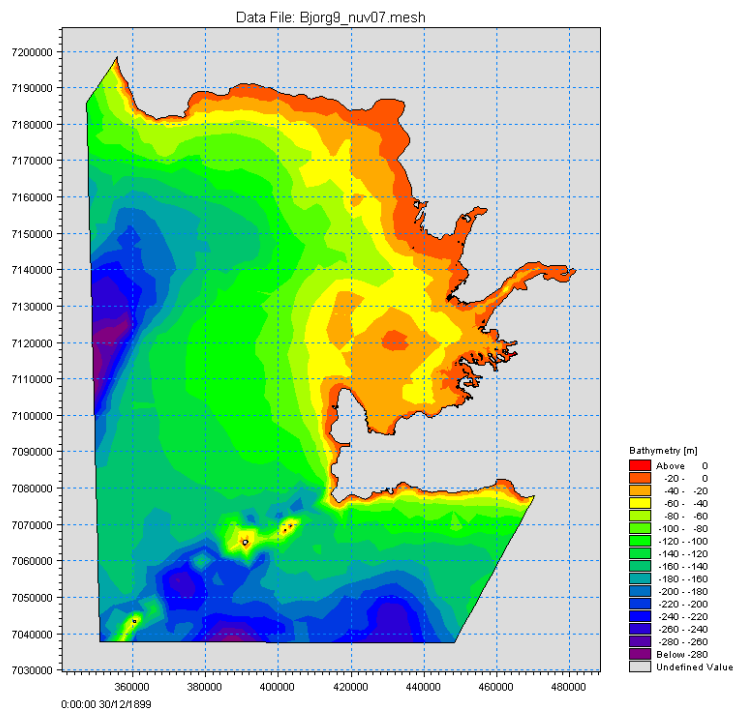 Data File: Bjorg9_nuv07.mesh
7200000
7190000
7180000
7170000
7160000
7150000
7140000
7130000
7120000
7110000
7100000
7090000
7080000
7070000
7060000
7050000
7040000
7030000
360000 380000 400000 420000 440000 460000 480000
0:00:00 30/12/1899
Bathymetry [m]
Above 0
-20 - 0
-40 - -20
-60 - -40
-80 - -60
-100 - -80
-120 - -100
-140 - -120
-160 - -140
-180 - -160
-200 - -180
-220 - -200
-240 - -220
-260 - -240
-280 - -260
Below -280
Undefined Value